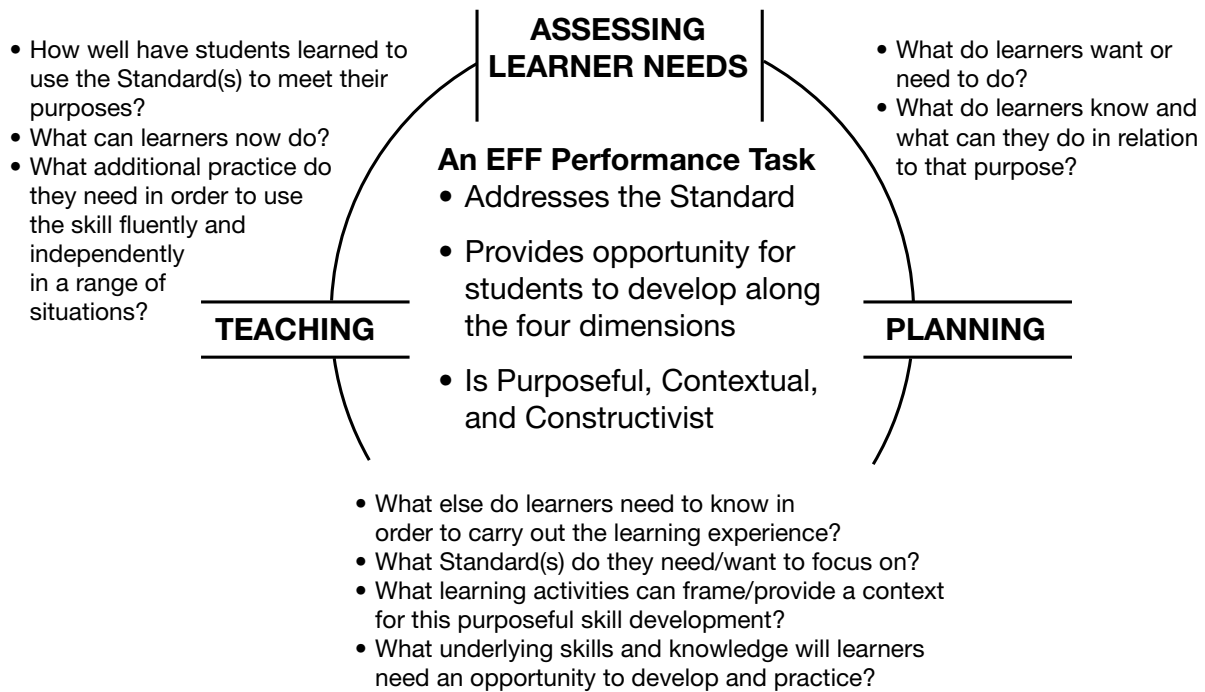 ASSESSING
LEARNER NEEDS
• How well have students learned to
use the Standard(s) to meet their
purposes?
• What can learners now do?
• What additional practice do
they need in order to use
the skill fluently and
independently
in a range of
situations?
• What do learners want or
need to do?
• What do learners know and
what can they do in relation
to that purpose?
An EFF Performance Task
• Addresses the Standard
• Provides opportunity for
students to develop along
the four dimensions
• Is Purposeful, Contextual,
and Constructivist
TEACHING
PLANNING
• What else do learners need to know in
order to carry out the learning experience?
• What Standard(s) do they need/want to focus on?
• What learning activities can frame/provide a context
for this purposeful skill development?
• What underlying skills and knowledge will learners
need an opportunity to develop and practice?